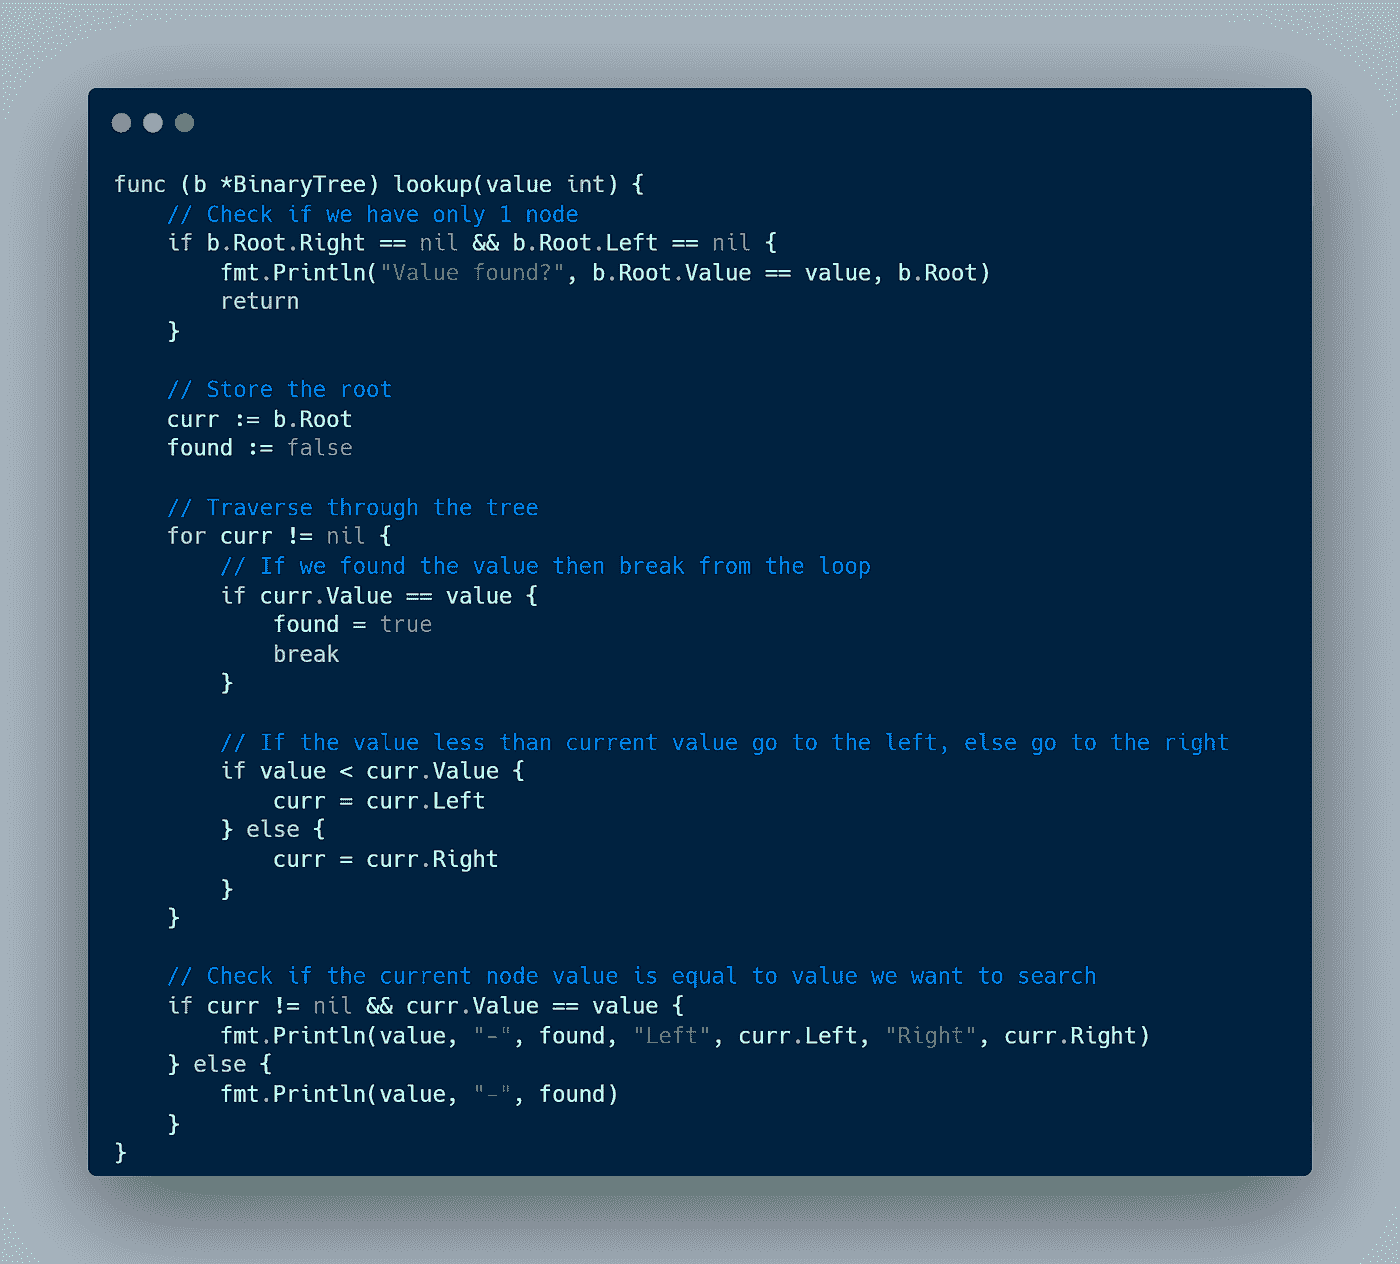 func (b *BinaryTree) lookup(value int) {
    // Check if we have only 1 node
    if b.Root.Right == nil && b.Root.Left == nil {
        fmt.Println("Value found?", b.Root.Value == value, b.Root)
        return
    }

    // Store the root
    curr := b.Root
    found := false

    // Traverse through the tree
    for curr != nil {
        // If we found the value then break from the loop
        if curr.Value == value {
            found = true
            break
        }

        // If the value less than current value go to the left, else go to the right
        if value < curr.Value {
            curr = curr.Left
        } else {
            curr = curr.Right
        }
    }

    // Check if the current node value is equal to value we want to search
    if curr != nil && curr.Value == value {
        fmt.Println(value, "-", found, "Left", curr.Left, "Right", curr.Right)
    } else {
        fmt.Println(value, "-", found)
    }
}